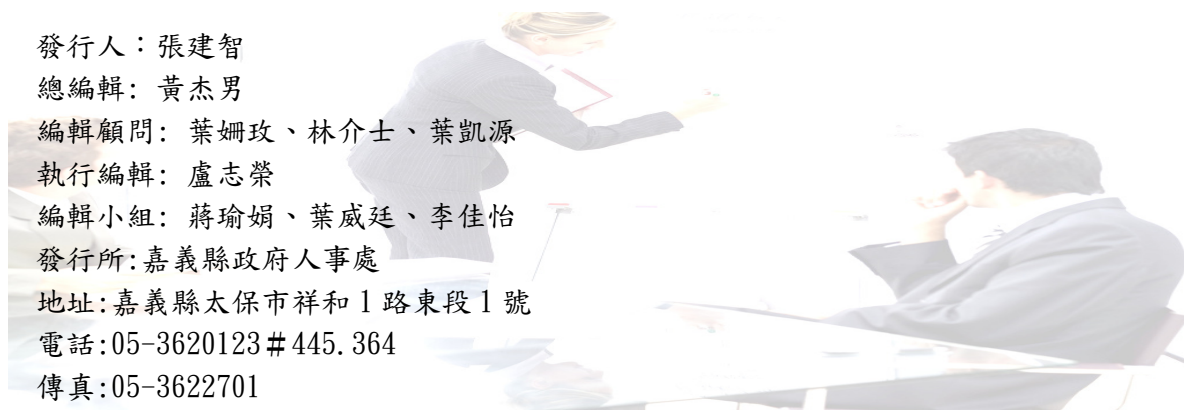 發行人：張建智
總編輯: 黃杰男
編輯顧問: 葉姍玫、林介士、葉凱源
執行編輯: 盧志榮
編輯小組: 蔣瑜娟、葉威廷、李佳怡
發行所:嘉義縣政府人事處
地址:嘉義縣太保市祥和 1 路東段 1 號
電話:05-3620123＃445.364
傳真:05-3622701